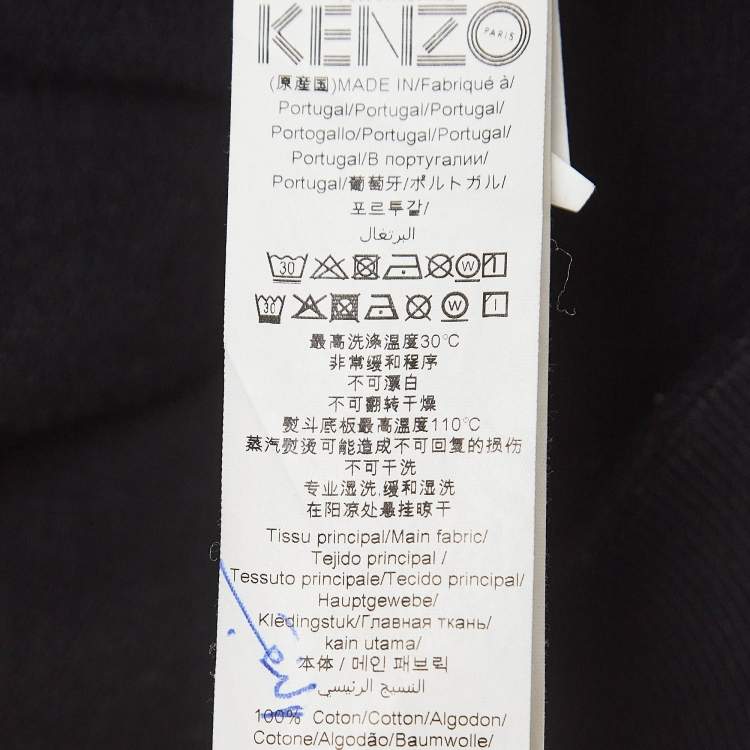 KENZO
PARIS
(原産国)MADE IN/Fabriqué à/
Portugal/Portugal/Portugal/
Portogallo/Portugal/Portugal/
Portugal/В португалии/
Portugal/葡萄牙/ポルトガル/
포르투갈/
البرتغال
30 W
30 W
最高洗涤温度30°C
非常缓和程序
不可漂白
不可翻转干燥
熨斗底板最高温度110°C
蒸汽熨烫可能造成不可回复的损伤
不可干洗
专业湿洗,缓和湿洗
在阳凉处悬挂晾干
Tissu principal/Main fabric/
Tejido principal /
Tessuto principale/Tecido principal/
Hauptgewebe/
Kledingstuk/Главная ткань/
kain utama/
本体 / 메인 패브릭
النسيج الرئيسي
100% Coton/Cotton/Algodon/
Cotone/Algodão/Baumwolle/